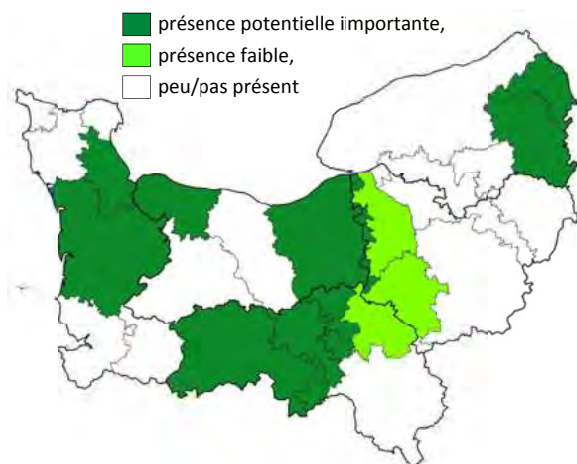 présence potentielle importante,
présence faible,
peu/pas présent